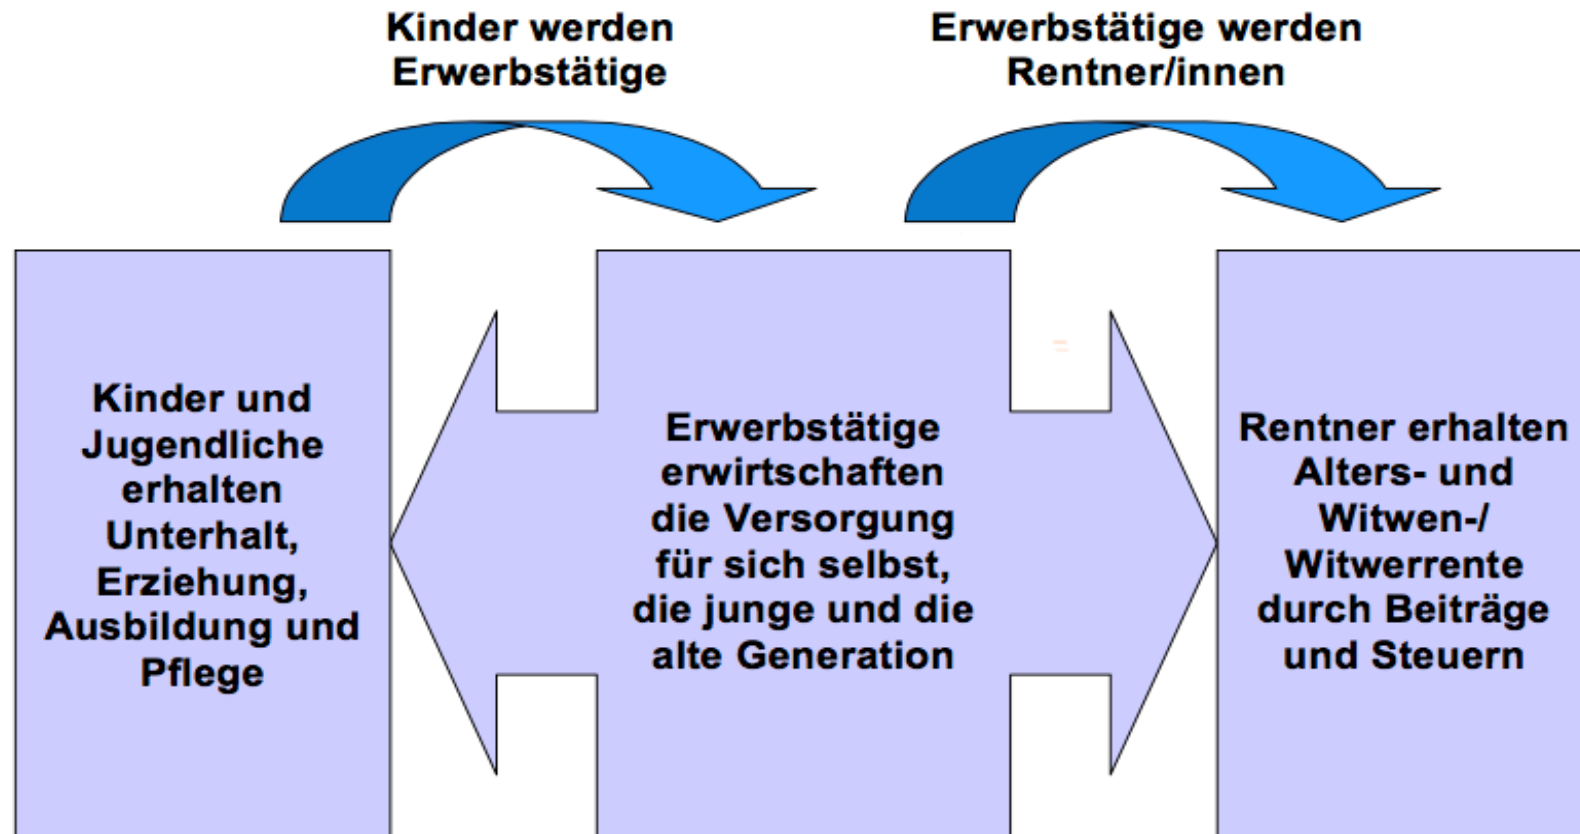 Kinder werden
Erwerbstätige
Erwerbstätige werden
Rentner/innen
Kinder und
Jugendliche
erhalten
Unterhalt,
Erziehung,
Ausbildung und
Pflege
Erwerbstätige
erwirtschaften
die Versorgung
für sich selbst,
die junge und die
alte Generation
Rentner erhalten
Alters- und
Witwen-/
Witwerrente
durch Beiträge
und Steuern